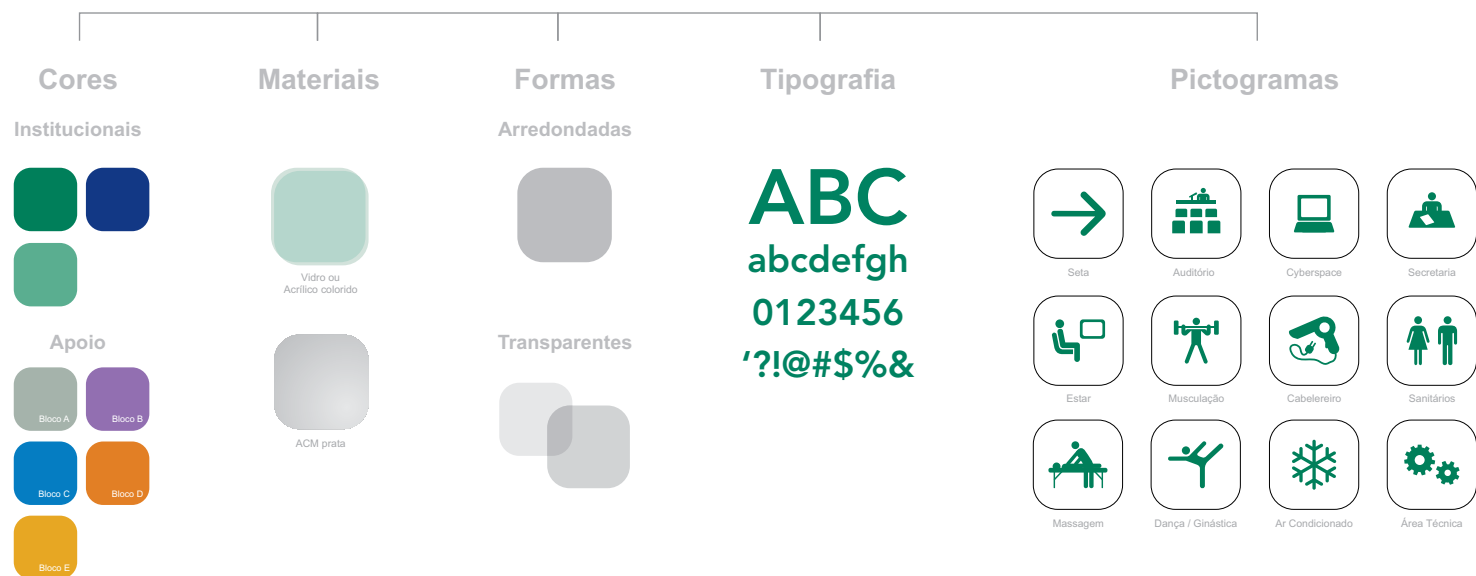 Cores
Materiais
Formas
Tipografia
Pictogramas
Institucionais
Apoio
Bloco A
Bloco B
Bloco C
Bloco D
Bloco E
Vidro ou
Acrílico colorido
ACM prata
Arredondadas
Transparentes
ABC
abcdefgh
0123456
'?!@#$%&
Seta
Auditório
Cyberspace
Secretaria
Estar
Musculação
Cabelereiro
Sanitários
Massagem
Dança / Ginástica
Ar Condicionado
Área Técnica